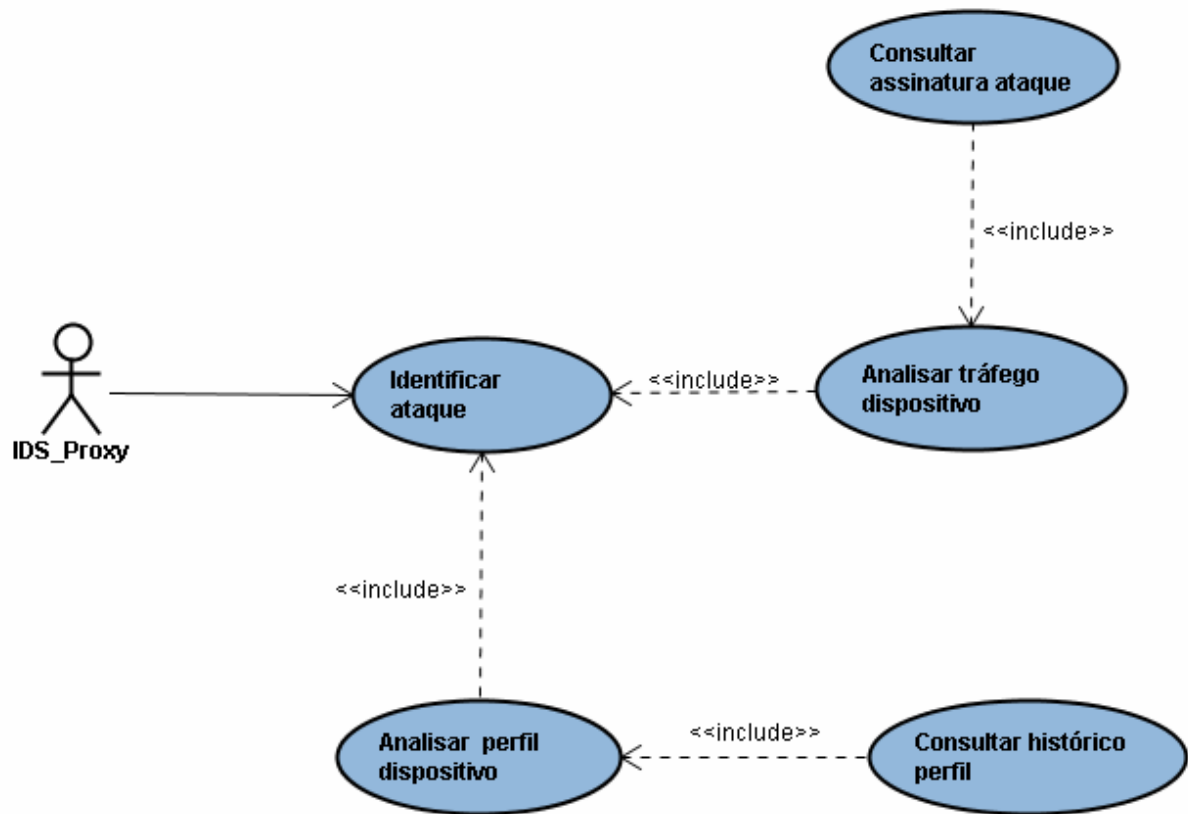 Consultar
assinatura ataque
<<include>>
IDS_Proxy
Identificar
ataque
<<include>>
Analisar tráfego
dispositivo
<<include>>
Analisar perfil
dispositivo
<<include>>
Consultar histórico
perfil